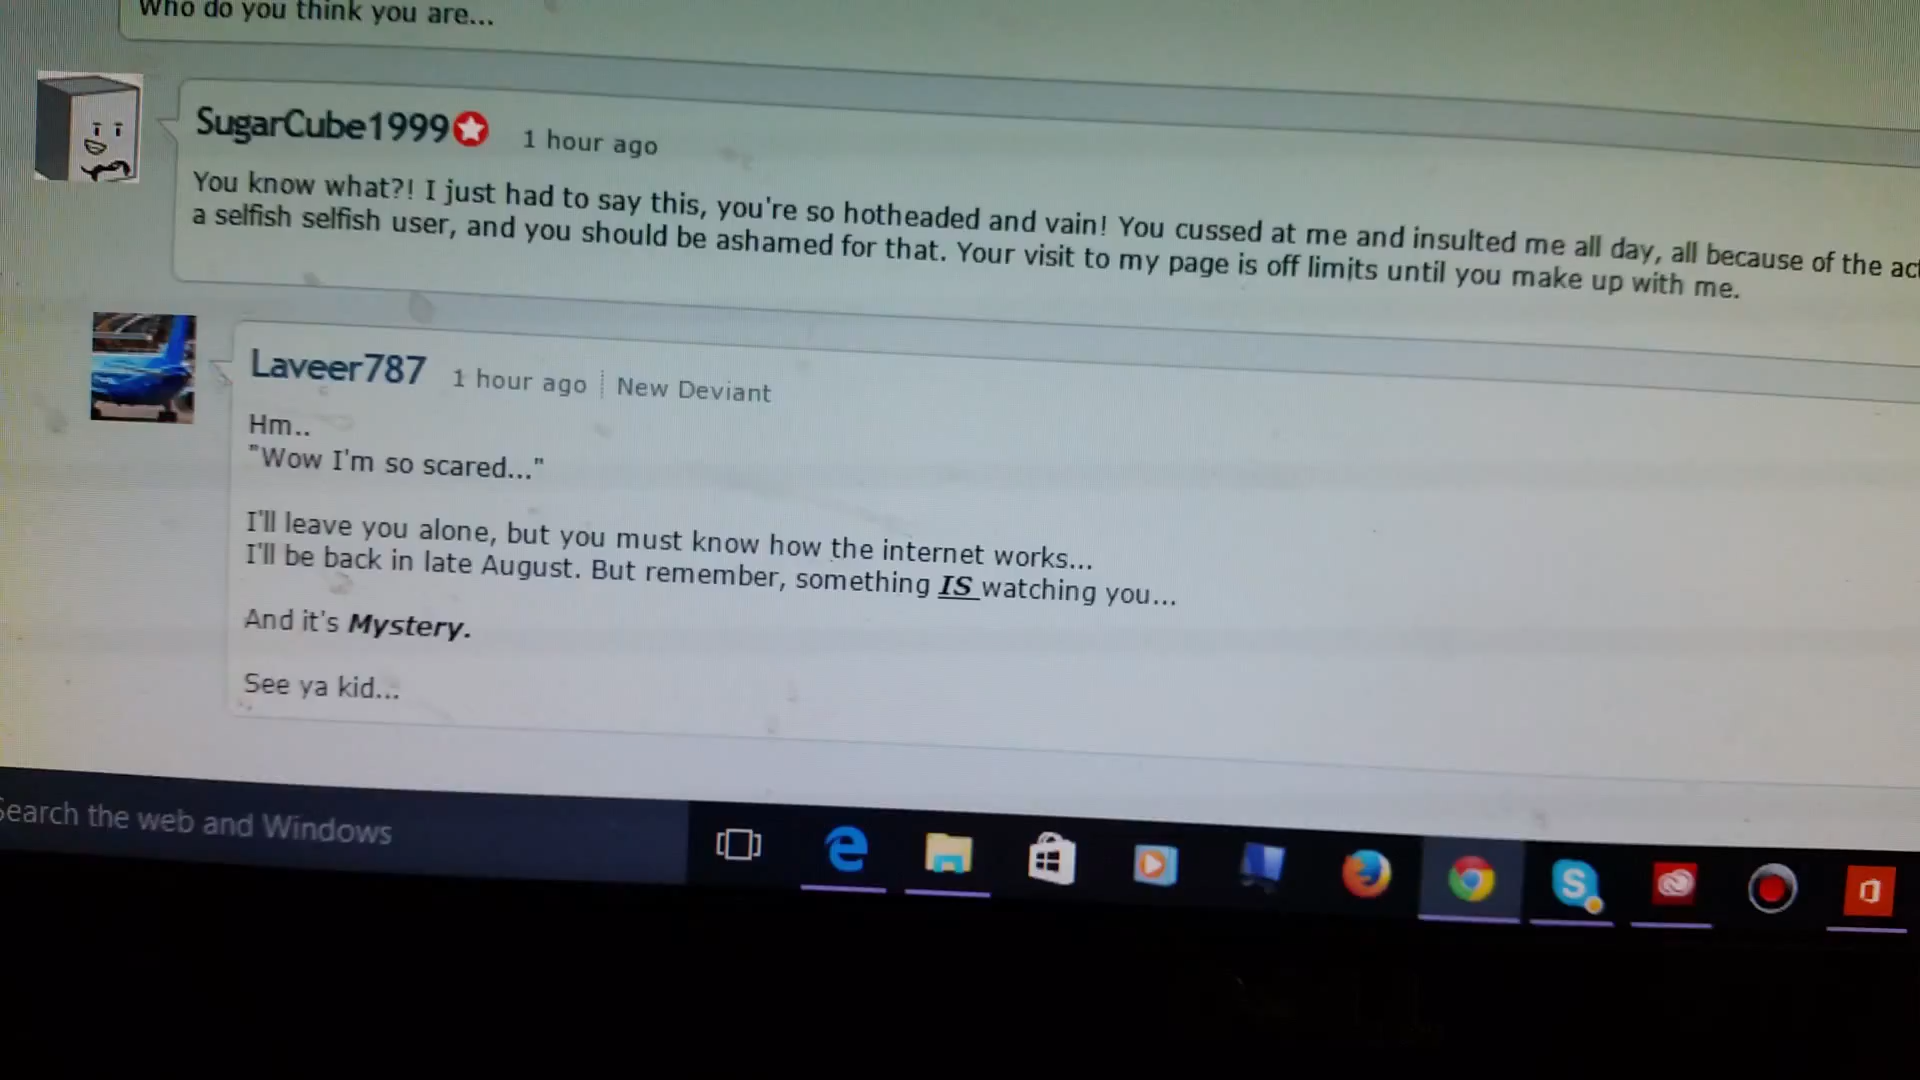 Who do you think you are...
SugarCube1999 1 hour ago
You know what?! I just had to say this, you're so hotheaded and vain! You cussed at me and insulted me all day, all because of the
a selfish selfish user, and you should be ashamed for that. Your visit to my page is off limits until you make up with me.
Laveer787 1 hour ago New Deviant
Hm..
"Wow I'm so scared..."
I'll leave you alone, but you must know how the internet works...
I'll be back in late August. But remember, something IS watching you...
And it's Mystery.
See ya kid...
Search the web and Windows